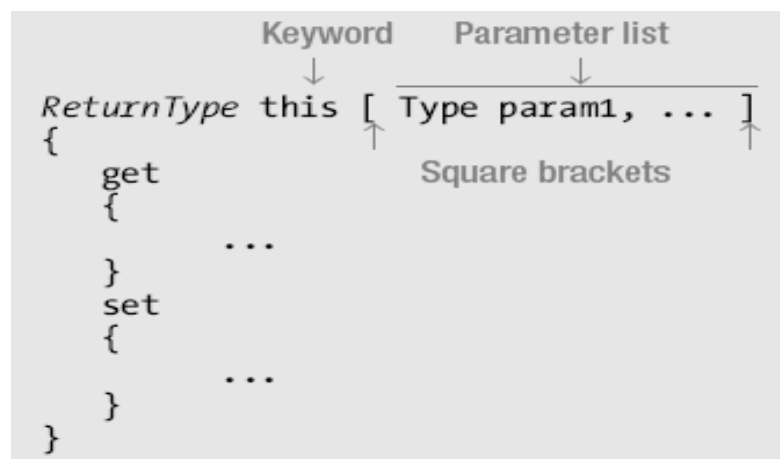 Keyword Parameter list
ReturnType this [ Type param1, ... ]
{
Square brackets
get
{
...
}
set
{
...
}
}